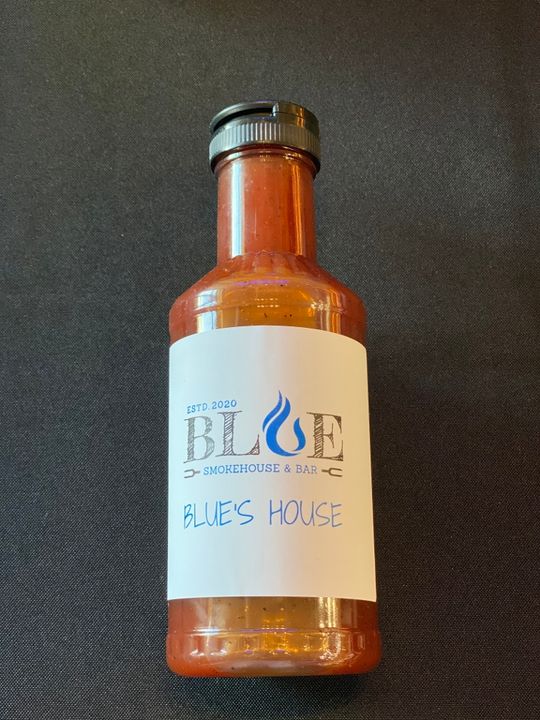 ESTD.2020
BLUE
SMOKEHOUSE & BAR
BLUE'S HOUSE